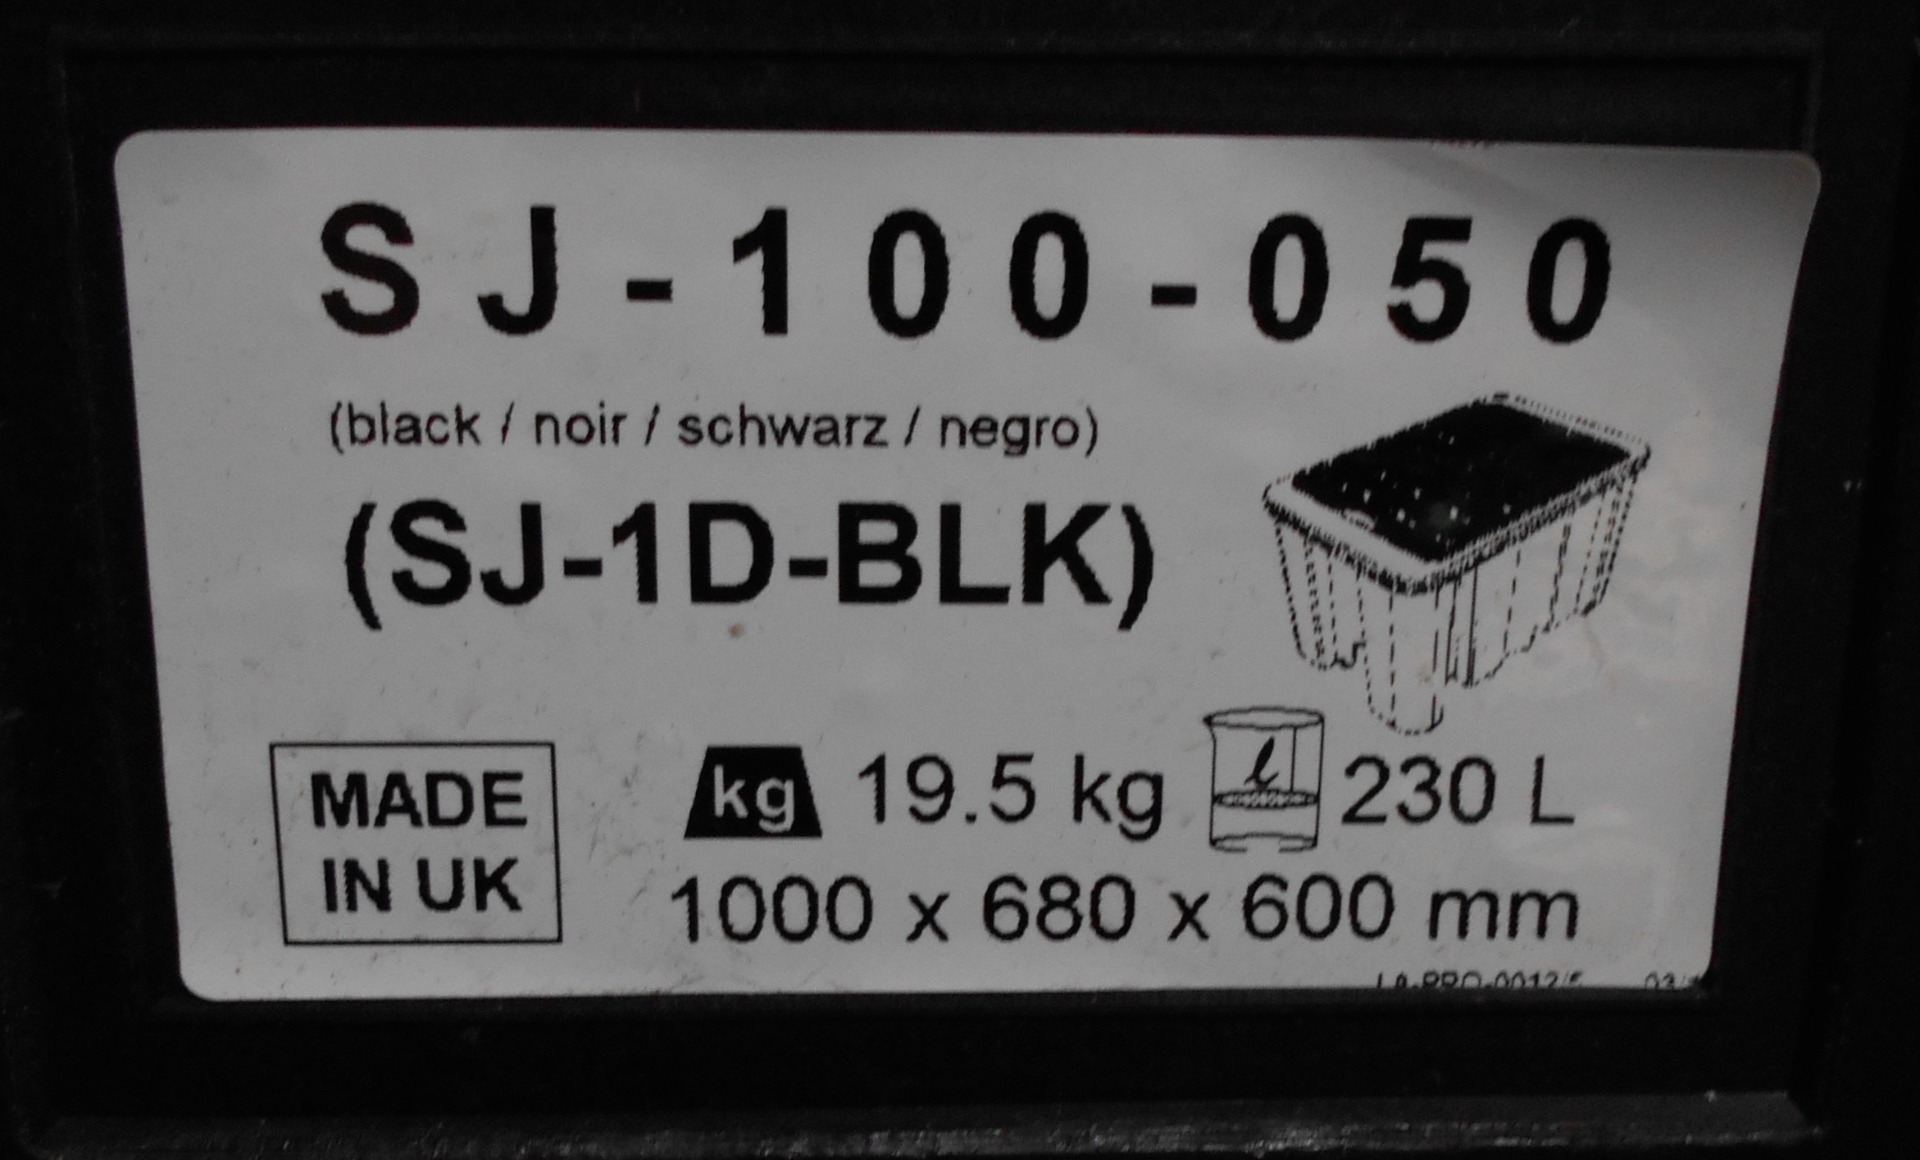 SJ-100-050
(black / noir / schwarz / negro)
(SJ-1D-BLK)
MADE
IN UK
kg 19.5 kg l 230 L
1000 x 680 x 600 mm